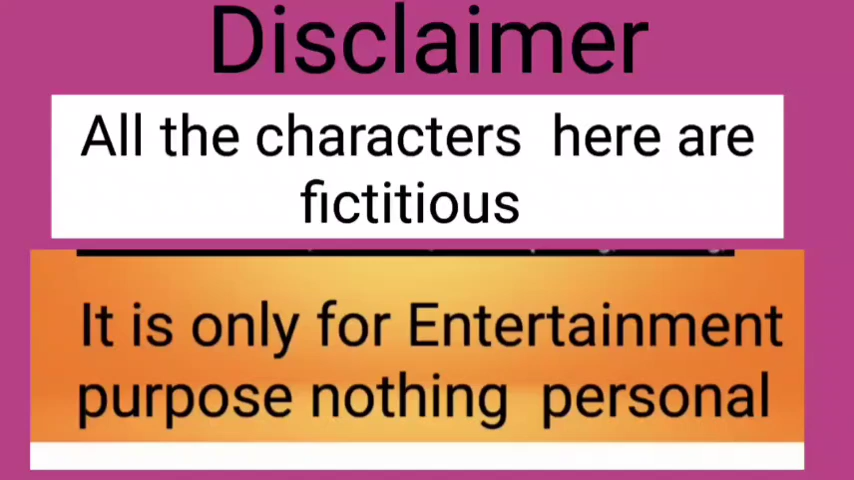 Disclaimer
All the characters here are
fictitious
It is only for Entertainment
purpose nothing personal